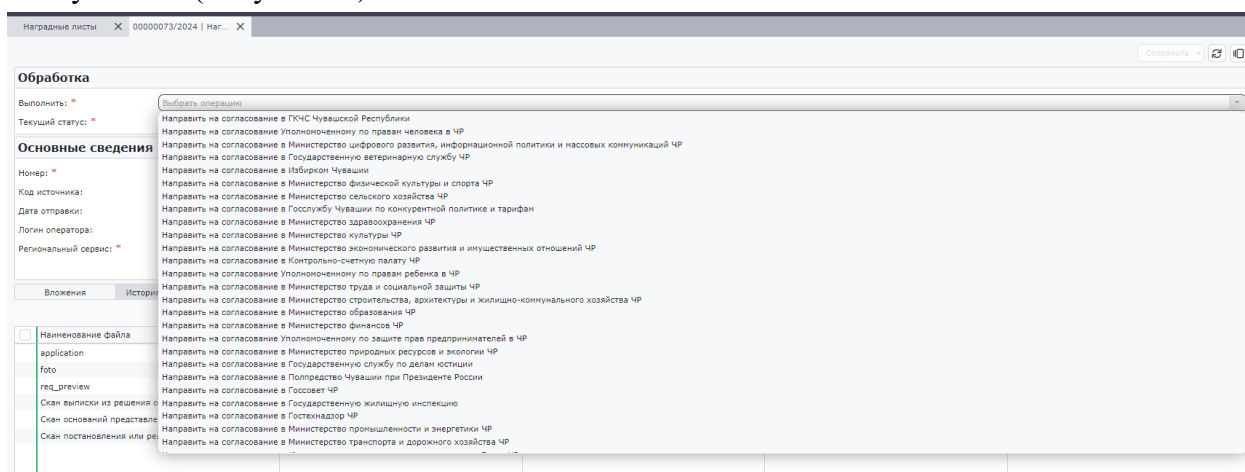 Наградные листы X 00000073/2024 | Наг... X
Сохранить
Обработка
Выполнить: *
Выбрать операцию
Текущий статус: *
Направить на согласование в ГКЧС Чувашской Республики
Направить на согласование Уполномоченному по правам человека в ЧР
Направить на согласование в Министерство цифрового развития, информационной политики и массовых коммуникаций ЧР
Направить на согласование в Государственную ветеринарную службу ЧР
Направить на согласование в Избирком Чувашии
Направить на согласование в Министерство физической культуры и спорта ЧР
Направить на согласование в Министерство сельского хозяйства ЧР
Направить на согласование в Госслужбу Чувашии по конкурентной политике и тарифам
Направить на согласование в Министерство здравоохранения ЧР
Направить на согласование в Министерство культуры ЧР
Направить на согласование в Министерство экономического развития и имущественных отношений ЧР
Направить на согласование в Контрольно-счетную палату ЧР
Направить на согласование Уполномоченному по правам ребенка в ЧР
Направить на согласование в Министерство труда и социальной защиты ЧР
Направить на согласование в Министерство строительства, архитектуры и жилищно-коммунального хозяйства ЧР
Направить на согласование в Министерство образования ЧР
Направить на согласование в Министерство финансов ЧР
Направить на согласование Уполномоченному по защите прав предпринимателей в ЧР
Направить на согласование в Министерство природных ресурсов и экологии ЧР
Направить на согласование в Государственную службу по делам юстиции
Направить на согласование в Полпредство Чувашии при Президенте России
Направить на согласование в Госсовет ЧР
Направить на согласование в Государственную жилищную инспекцию
Направить на согласование в Гостехнадзор ЧР
Направить на согласование в Министерство промышленности и энергетики ЧР
Направить на согласование в Министерство транспорта и дорожного хозяйства ЧР
Основные сведения
Номер: *
Код источника:
Дата отправки:
Логин оператора:
Региональный сервис: *
Вложения История
Наименование файла
application
foto
req_preview
Скан выписки из решения о
Скан оснований представле
Скан постановления или ре